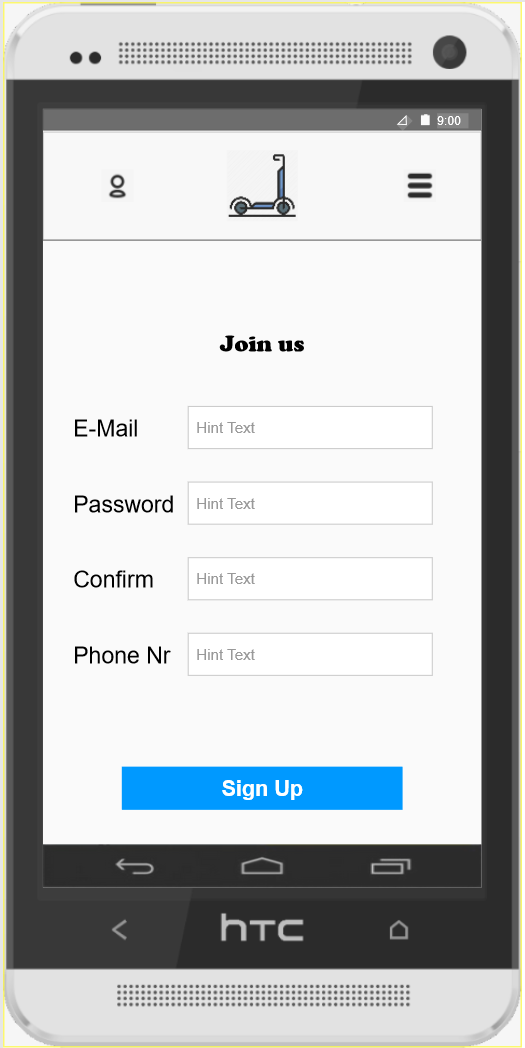 9:00
Join us
E-Mail Hint Text
Password Hint Text
Confirm Hint Text
Phone Nr Hint Text
Sign Up
hTC